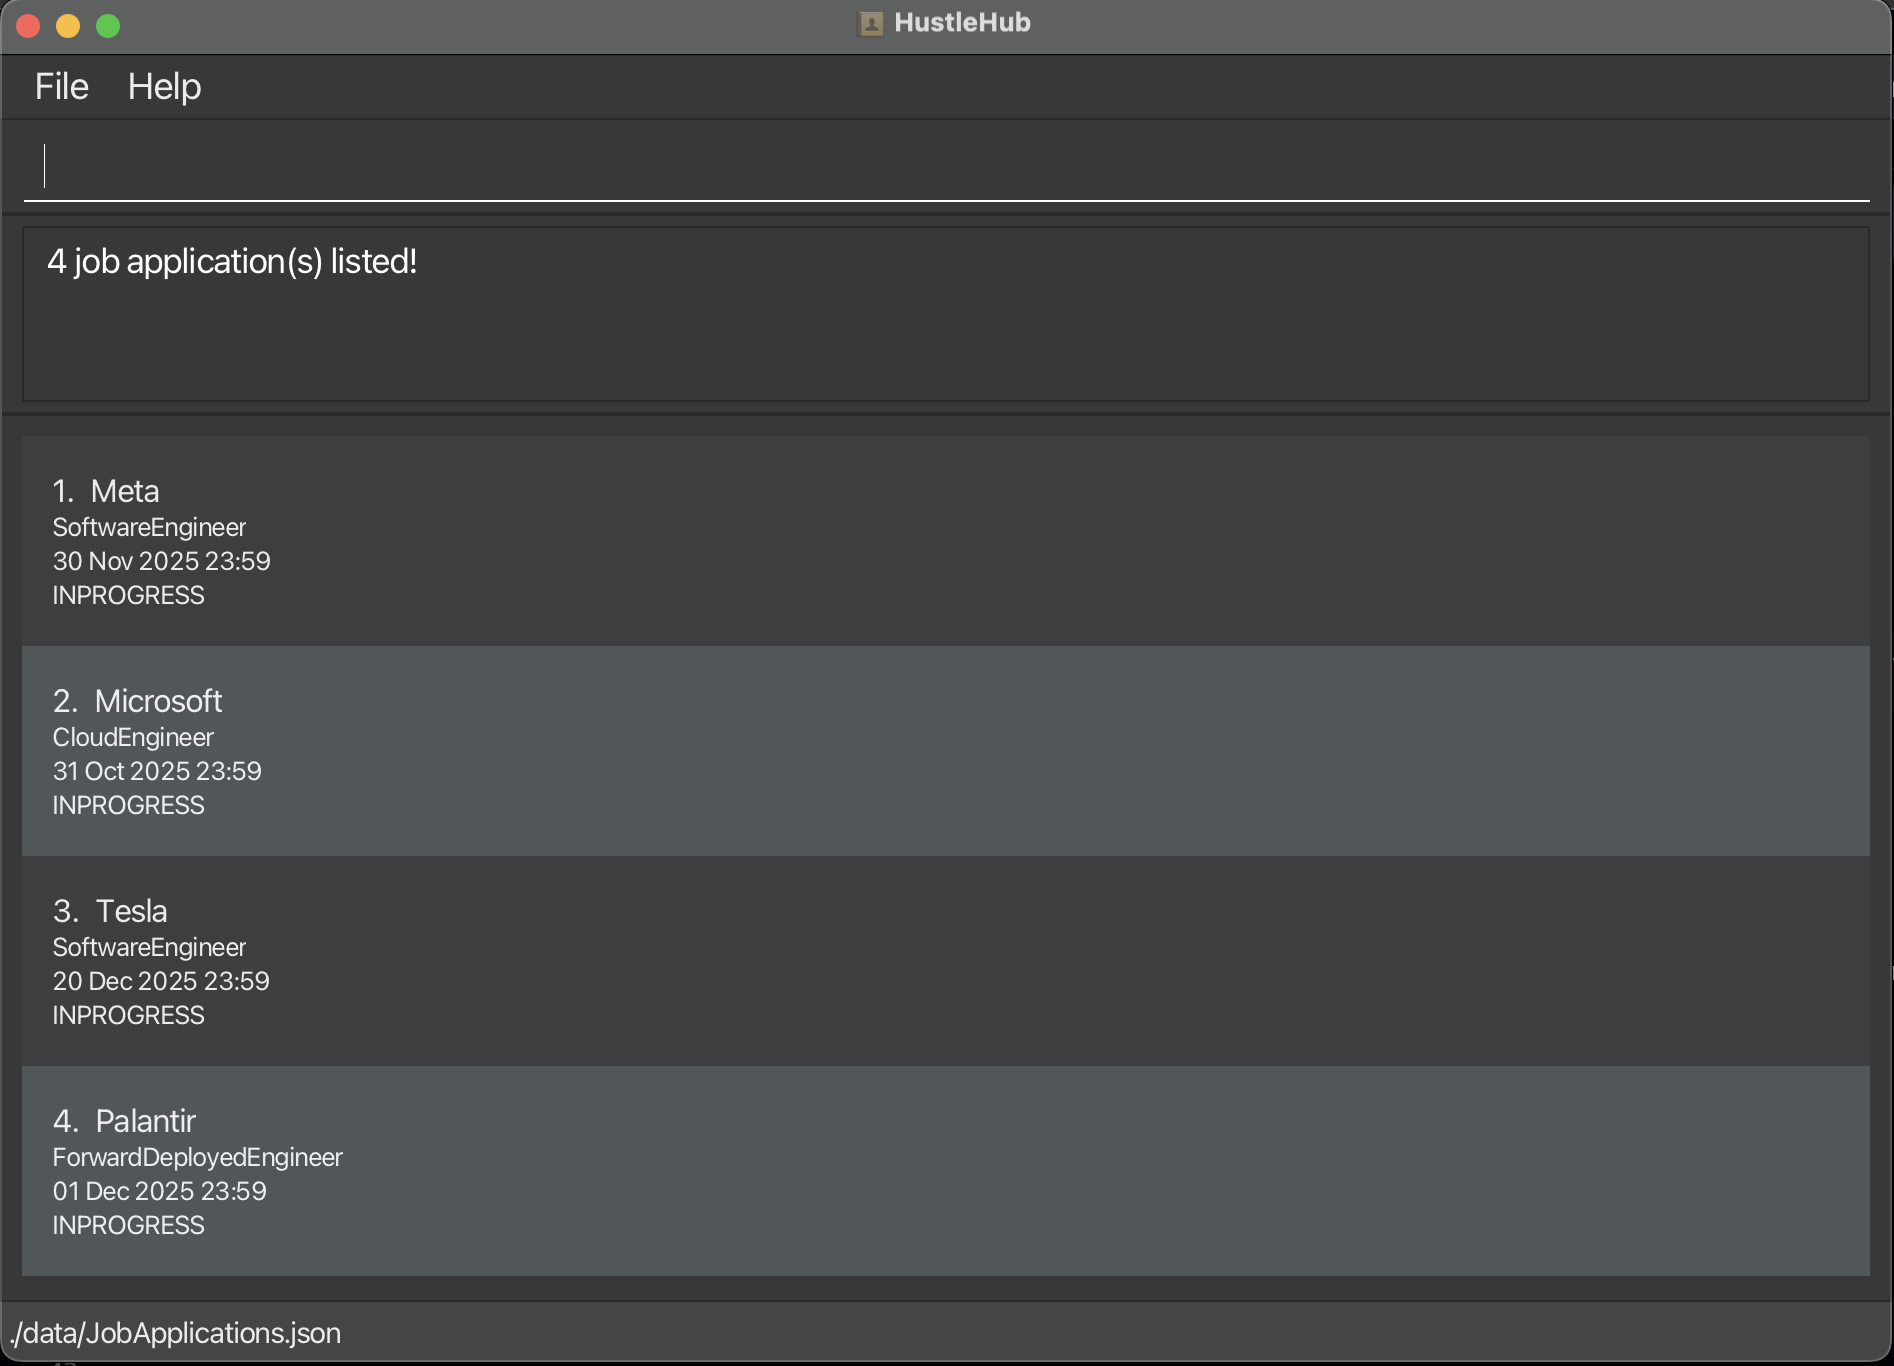 HustleHub
File Help
4 job application(s) listed!
1. Meta
SoftwareEngineer
30 Nov 2025 23:59
INPROGRESS
2. Microsoft
CloudEngineer
31 Oct 2025 23:59
INPROGRESS
3. Tesla
SoftwareEngineer
20 Dec 2025 23:59
INPROGRESS
4. Palantir
ForwardDeployedEngineer
01 Dec 2025 23:59
INPROGRESS
./data/JobApplications.json